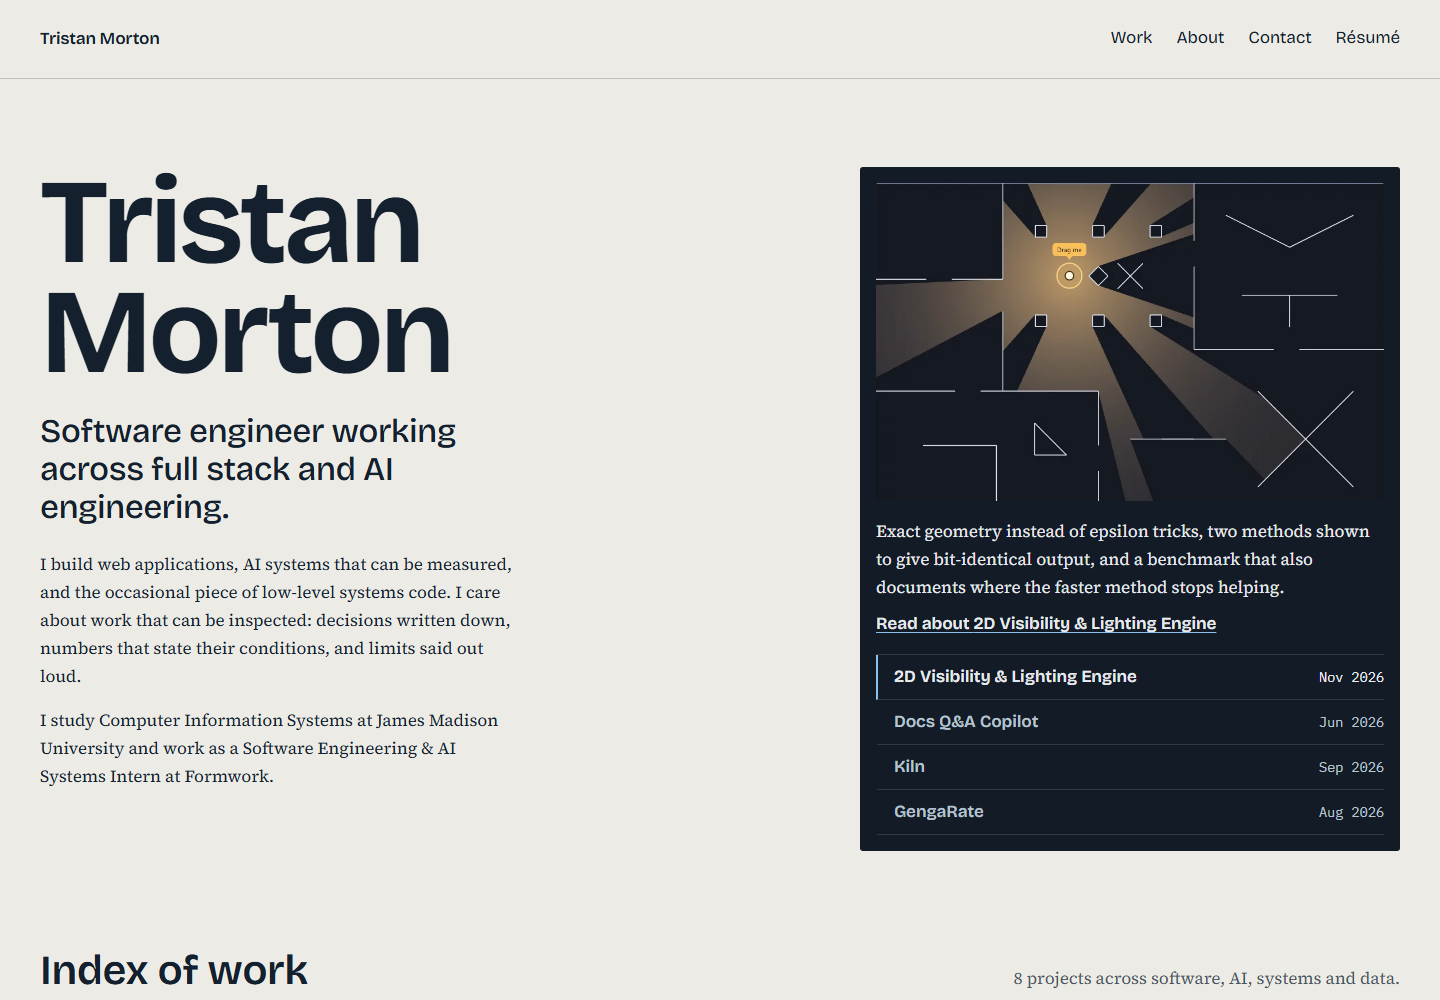 Tristan Morton
Work About Contact Résumé
Tristan
Morton
Software engineer working
across full stack and AI
engineering.
I build web applications, AI systems that can be measured,
and the occasional piece of low-level systems code. I care
about work that can be inspected: decisions written down,
numbers that state their conditions, and limits said out
loud.
I study Computer Information Systems at James Madison
University and work as a Software Engineering & AI
Systems Intern at Formwork.
Drag me
Exact geometry instead of epsilon tricks, two methods shown
to give bit-identical output, and a benchmark that also
documents where the faster method stops helping.
Read about 2D Visibility & Lighting Engine
2D Visibility & Lighting Engine Nov 2026
Docs Q&A Copilot Jun 2026
Kiln Sep 2026
GengaRate Aug 2026
Index of work
8 projects across software, AI, systems and data.